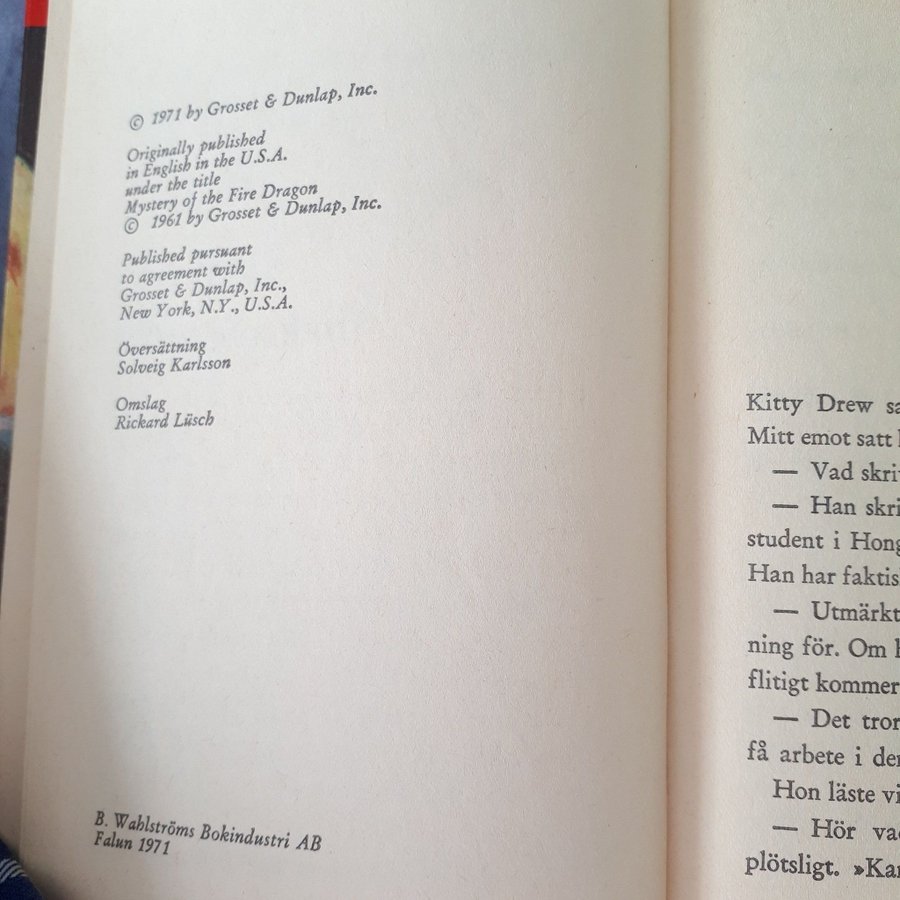 © 1971 by Grosset & Dunlap, Inc.
Originally published
in English in the U.S.A.
under the title
Mystery of the Fire Dragon
© 1961 by Grosset & Dunlap, Inc.
Published pursuant
to agreement with
Grosset & Dunlap, Inc.,
New York, N.Y., U.S.A.
Översättning
Solveig Karlsson
Omslag
Rickard Lüsch
B. Wahlströms Bokindustri AB
Falun 1971
Kitty Drew
Mitt emot satt
— Vad
— Han
student i
Han har
— Utmärkt
ning för. Om
flitigt kommer
— Det
få arbete i
Hon läste
— Hör
plötsligt.